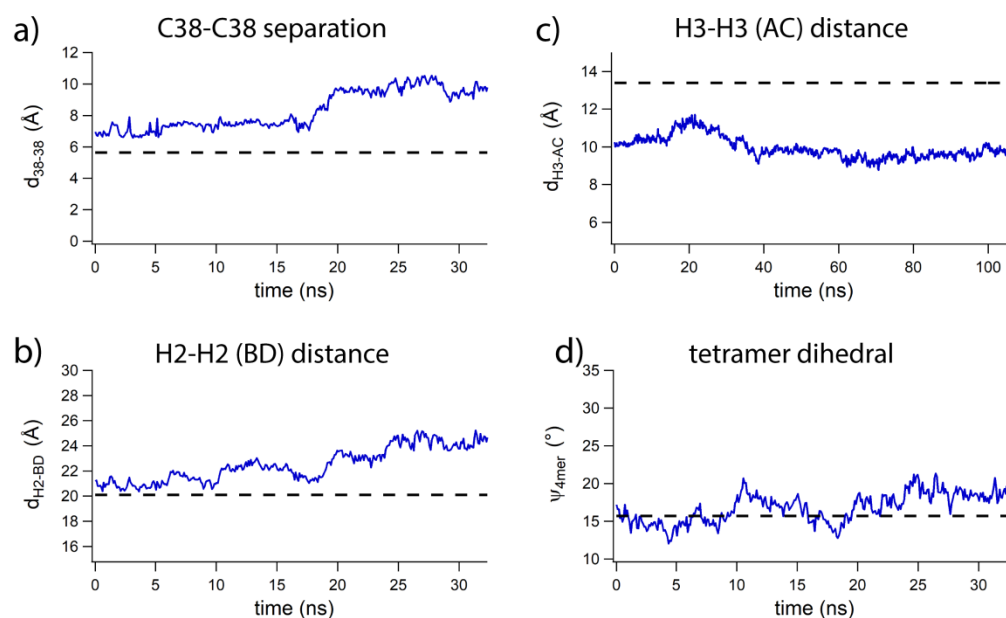 a)
C38-C38 separation
12
10
8
6
4
2
0
d38-38 (Å)
0 5 10 15 20 25 30
time (ns)
c)
H3-H3 (AC) distance
14
12
10
8
6
dH3-AC (Å)
0 20 40 60 80 100
time (ns)
b)
H2-H2 (BD) distance
30
28
26
24
22
20
18
16
dH2-BD (Å)
0 5 10 15 20 25 30
time (ns)
d)
tetramer dihedral
35
30
25
20
15
10
ψ4mer (°)
0 5 10 15 20 25 30
time (ns)